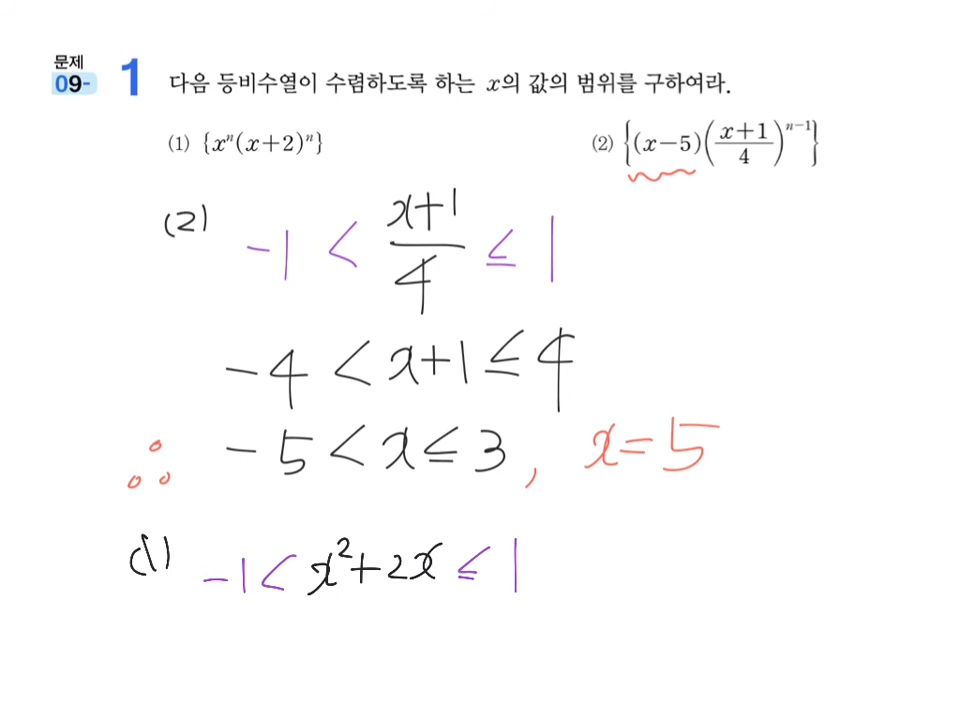 문제
09- 1 다음 등비수열이 수렴하도록 하는 x의 값의 범위를 구하여라.
(1) {xⁿ(x+2)ⁿ} (2) {(x−5)((x+1)/4)ⁿ⁻¹}
(2) −1 < (x+1)/4 ≤ 1
−4 < x+1 ≤ 4
∴ −5 < x ≤ 3, x=5
(1) −1 < x²+2x ≤ 1